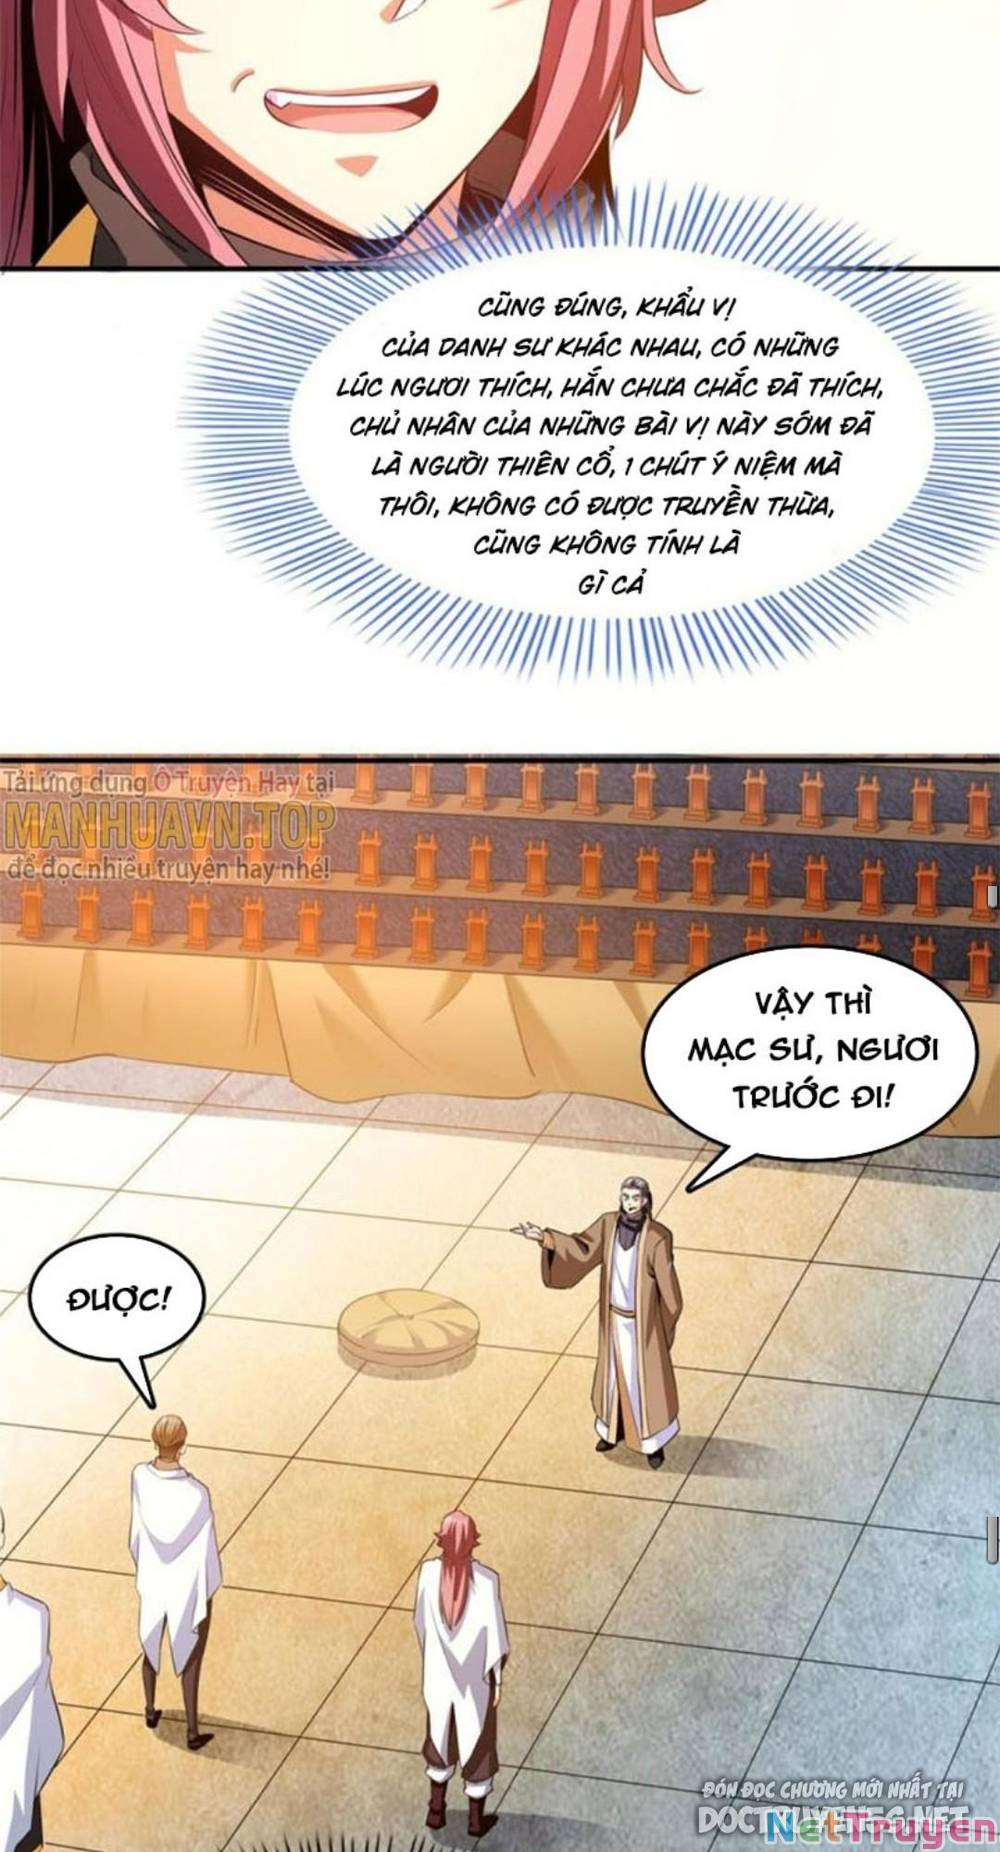 CŨNG ĐÚNG, KHẨU VỊ
CỦA DANH SƯ KHÁC NHAU, CÓ NHỮNG
LÚC NGƯƠI THÍCH, HẮN CHƯA CHẮC ĐÃ THÍCH,
CHỦ NHÂN CỦA NHỮNG BÀI VỊ NÀY SỚM ĐÃ
LÀ NGƯỜI THIÊN CỔ, 1 CHÚT Ý NIỆM MÀ
THÔI, KHÔNG CÓ ĐƯỢC TRUYỀN THỪA,
CŨNG KHÔNG TÍNH LÀ
GÌ CẢ
Tải ứng dụng Ô Truyện Hay tại
MANHUAVN.TOP
để đọc nhiều truyện hay nhé!
VẬY THÌ
MẠC SƯ, NGƯƠI
TRƯỚC ĐI!
ĐƯỢC!
ĐÓN ĐỌC CHƯƠNG MỚI NHẤT TẠI
DOCTRUYEN5S.NET
NetTruyen